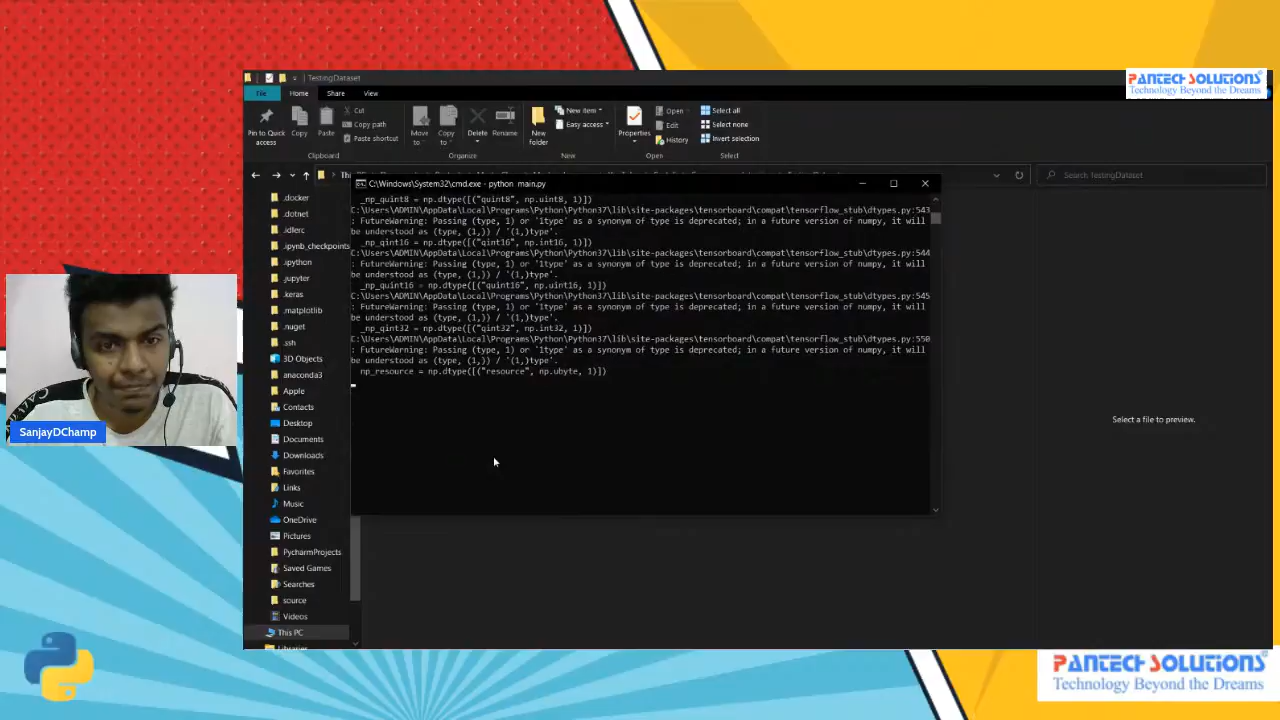 TestingDataset
PANTECH SOLUTIONS
Technology Beyond the Dreams
File Home Share View
Pin to Quick access
Copy
Paste
Cut
Copy path
Paste shortcut
Move to
Copy to
Delete
Rename
New folder
New item
Easy access
Properties
Open
Edit
History
Select all
Select none
Invert selection
Clipboard Organize New Open Select
Search TestingDataset
C:\Windows\System32\cmd.exe - python main.py
_np_quint8 = np.dtype([("quint8", np.uint8, 1)])
C:\Users\ADMIN\AppData\Local\Programs\Python\Python37\lib\site-packages\tensorboard\compat\tensorflow_stub\dtypes.py:543
: FutureWarning: Passing (type, 1) or '1type' as a synonym of type is deprecated; in a future version of numpy, it will
be understood as (type, (1,)) / '(1,)type'.
_np_qint16 = np.dtype([("qint16", np.int16, 1)])
C:\Users\ADMIN\AppData\Local\Programs\Python\Python37\lib\site-packages\tensorboard\compat\tensorflow_stub\dtypes.py:544
: FutureWarning: Passing (type, 1) or '1type' as a synonym of type is deprecated; in a future version of numpy, it will
be understood as (type, (1,)) / '(1,)type'.
_np_quint16 = np.dtype([("quint16", np.uint16, 1)])
C:\Users\ADMIN\AppData\Local\Programs\Python\Python37\lib\site-packages\tensorboard\compat\tensorflow_stub\dtypes.py:545
: FutureWarning: Passing (type, 1) or '1type' as a synonym of type is deprecated; in a future version of numpy, it will
be understood as (type, (1,)) / '(1,)type'.
_np_qint32 = np.dtype([("qint32", np.int32, 1)])
C:\Users\ADMIN\AppData\Local\Programs\Python\Python37\lib\site-packages\tensorboard\compat\tensorflow_stub\dtypes.py:550
: FutureWarning: Passing (type, 1) or '1type' as a synonym of type is deprecated; in a future version of numpy, it will
be understood as (type, (1,)) / '(1,)type'.
np_resource = np.dtype([("resource", np.ubyte, 1)])
.docker
.dotnet
.idlerc
.ipynb_checkpoints
.ipython
.jupyter
.keras
.matplotlib
.nuget
.ssh
3D Objects
anaconda3
Apple
Contacts
Desktop
Documents
Downloads
Favorites
Links
Music
OneDrive
Pictures
PycharmProjects
Saved Games
Searches
source
Videos
This PC
Select a file to preview.
SanjayDChamp
PANTECH SOLUTIONS
Technology Beyond the Dreams